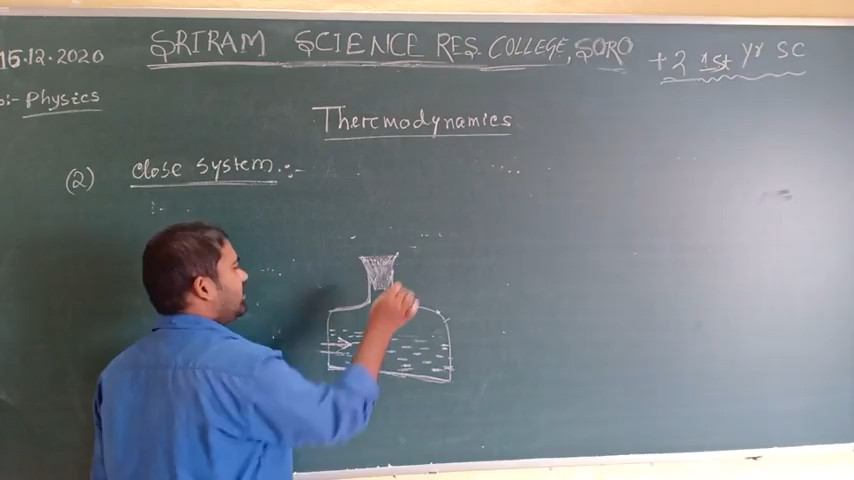 15.12.2020 SRIRAM SCIENCE RES. COLLEGE, SORO +2 1st yr SC
:- Physics
Thermodynamics
(2) Close system :-